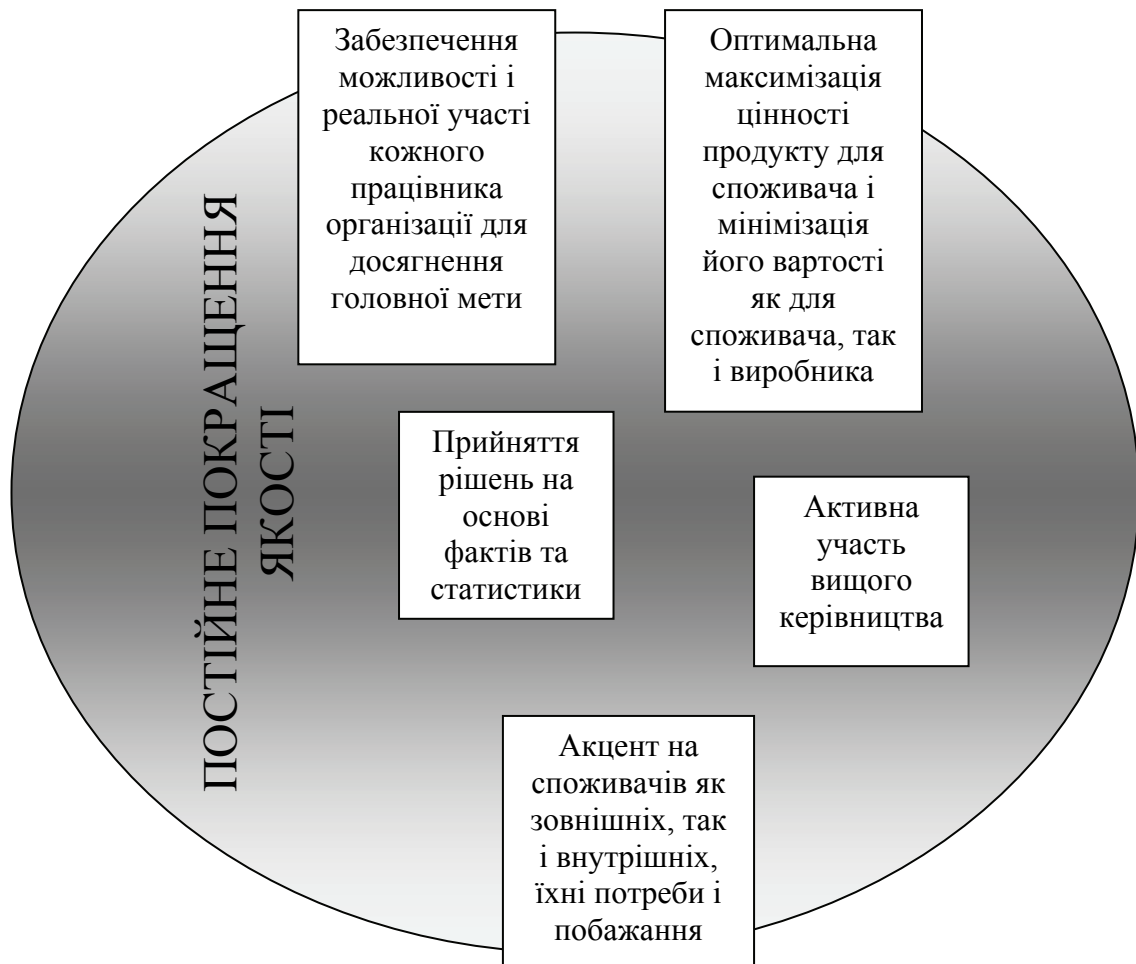 Забезпечення
можливості і
реальної участі
кожного
працівника
організації для
досягнення
головної мети
Оптимальна
максимізація
цінності
продукту для
споживача і
мінімізація
його вартості
як для
споживача, так
і виробника
ПОСТІЙНЕ ПОКРАЩЕННЯ
ЯКОСТІ
Прийняття
рішень на
основі
фактів та
статистики
Активна
участь
вищого
керівництва
Акцент на
споживачів як
зовнішніх, так
і внутрішніх,
їхні потреби і
побажання